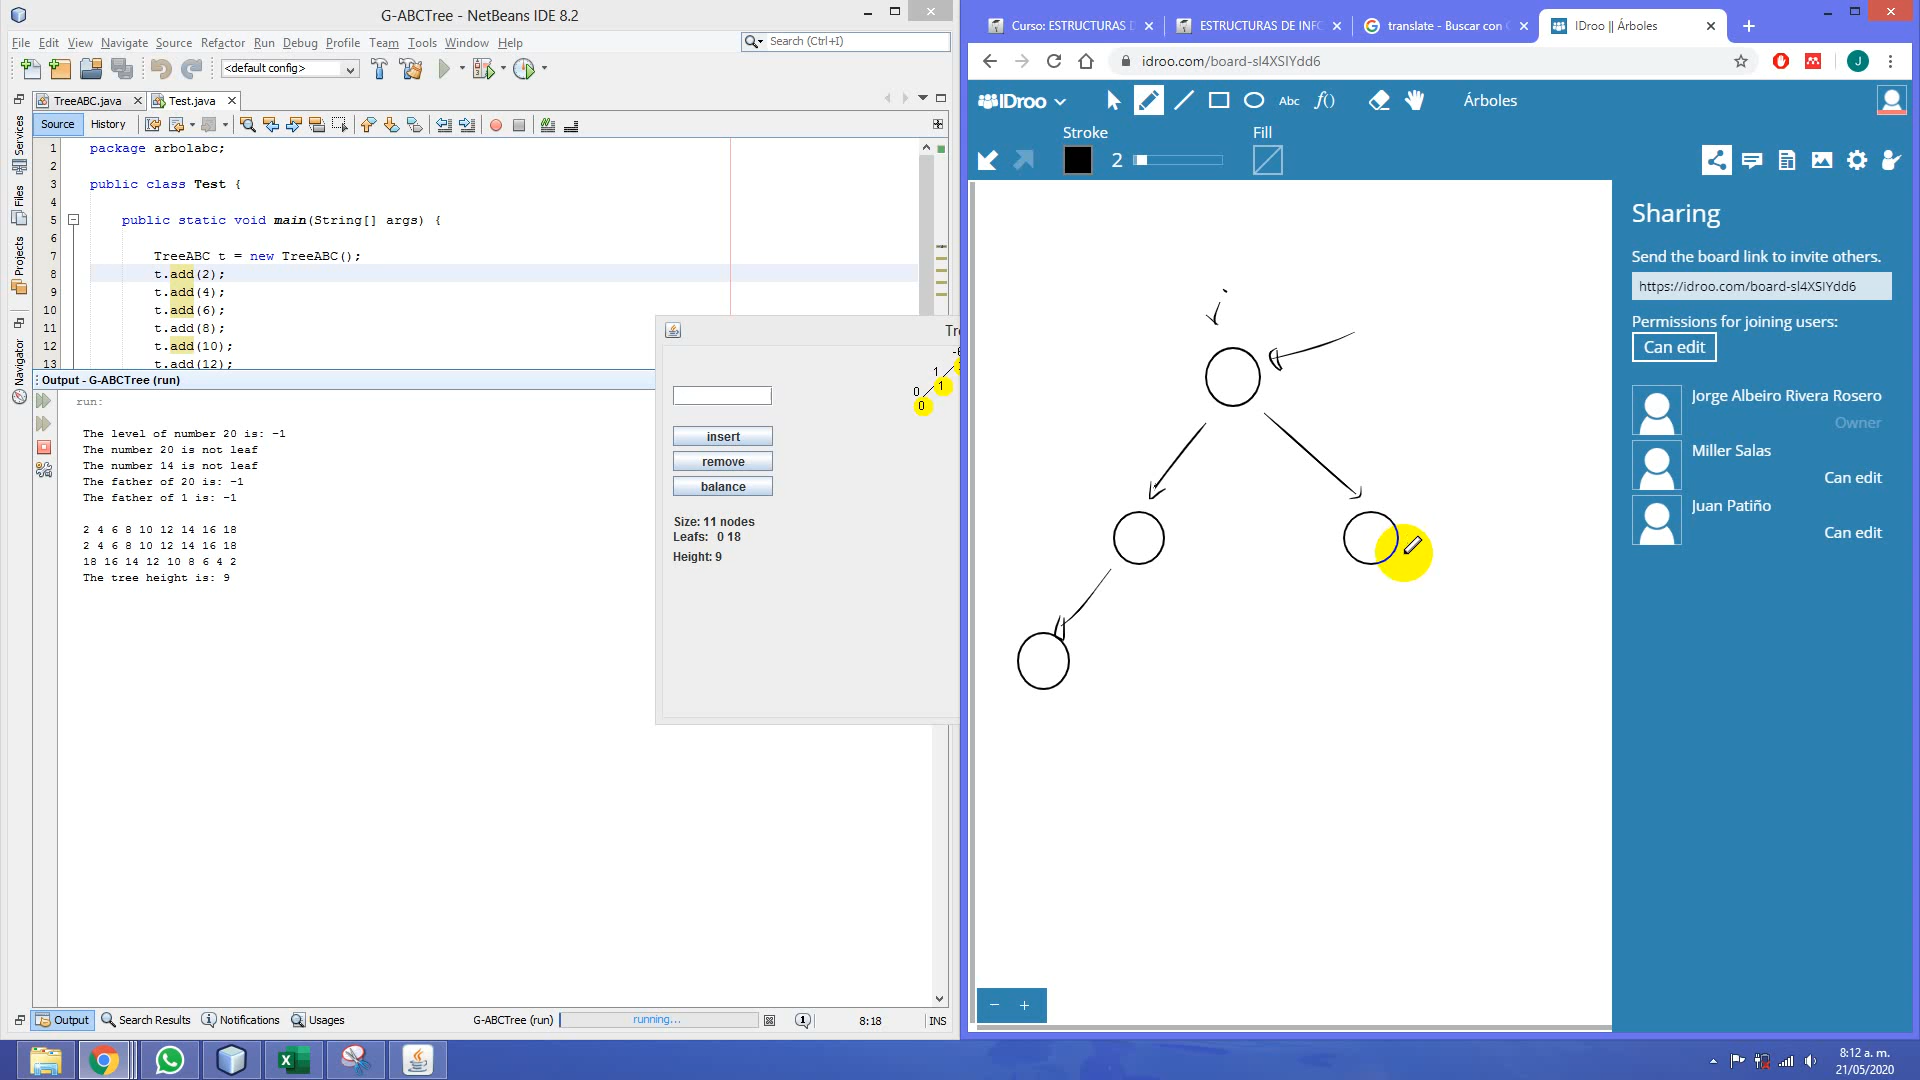 G-ABCTree - NetBeans IDE 8.2
File Edit View Navigate Source Refactor Run Debug Profile Team Tools Window Help
Search (Ctrl+I)
<default config>
TreeABC.java
Test.java
Source History
Services
Files
Projects
Navigator
1 package arbolabc;
2
3 public class Test {
4
5 public static void main(String[] args) {
6
7 TreeABC t = new TreeABC();
8 t.add(2);
9 t.add(4);
10 t.add(6);
11 t.add(8);
12 t.add(10);
13 t.add(12);
Output - G-ABCTree (run)
run:
The level of number 20 is: -1
The number 20 is not leaf
The number 14 is not leaf
The father of 20 is: -1
The father of 1 is: -1
2 4 6 8 10 12 14 16 18
2 4 6 8 10 12 14 16 18
18 16 14 12 10 8 6 4 2
The tree height is: 9
1
1
0
0
insert
remove
balance
Size: 11 nodes
Leafs: 0 18
Height: 9
Output Search Results Notifications Usages
G-ABCTree (run)
running...
8:18
INS
Curso: ESTRUCTURAS
ESTRUCTURAS DE INFO
translate - Buscar con
IDroo || Árboles
idroo.com/board-sl4XSIYdd6
J
IDroo
Abc
f()
Árboles
Stroke
2
Fill
Sharing
Send the board link to invite others.
https://idroo.com/board-sl4XSIYdd6
Permissions for joining users:
Can edit
Jorge Albeiro Rivera Rosero
Owner
Miller Salas
Can edit
Juan Patiño
Can edit
8:12 a. m.
21/05/2020